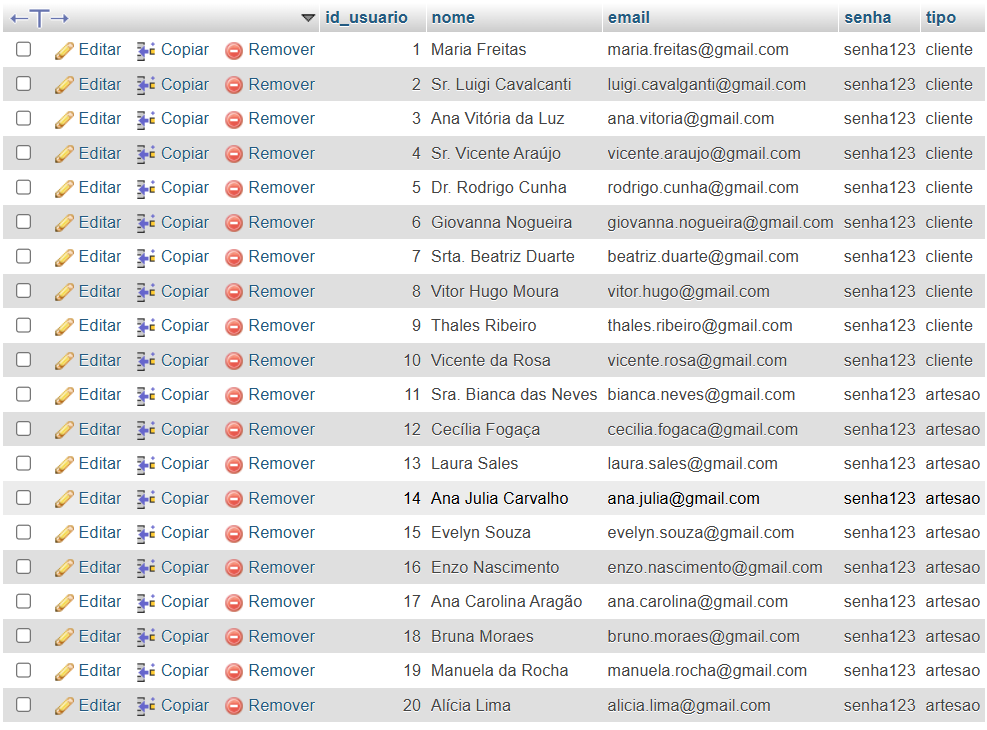 ←T→ id_usuario nome email senha tipo
Editar Copiar Remover 1 Maria Freitas maria.freitas@gmail.com senha123 cliente
Editar Copiar Remover 2 Sr. Luigi Cavalcanti luigi.cavalganti@gmail.com senha123 cliente
Editar Copiar Remover 3 Ana Vitória da Luz ana.vitoria@gmail.com senha123 cliente
Editar Copiar Remover 4 Sr. Vicente Araújo vicente.araujo@gmail.com senha123 cliente
Editar Copiar Remover 5 Dr. Rodrigo Cunha rodrigo.cunha@gmail.com senha123 cliente
Editar Copiar Remover 6 Giovanna Nogueira giovanna.nogueira@gmail.com senha123 cliente
Editar Copiar Remover 7 Srta. Beatriz Duarte beatriz.duarte@gmail.com senha123 cliente
Editar Copiar Remover 8 Vitor Hugo Moura vitor.hugo@gmail.com senha123 cliente
Editar Copiar Remover 9 Thales Ribeiro thales.ribeiro@gmail.com senha123 cliente
Editar Copiar Remover 10 Vicente da Rosa vicente.rosa@gmail.com senha123 cliente
Editar Copiar Remover 11 Sra. Bianca das Neves bianca.neves@gmail.com senha123 artesao
Editar Copiar Remover 12 Cecília Fogaça cecilia.fogaca@gmail.com senha123 artesao
Editar Copiar Remover 13 Laura Sales laura.sales@gmail.com senha123 artesao
Editar Copiar Remover 14 Ana Julia Carvalho ana.julia@gmail.com senha123 artesao
Editar Copiar Remover 15 Evelyn Souza evelyn.souza@gmail.com senha123 artesao
Editar Copiar Remover 16 Enzo Nascimento enzo.nascimento@gmail.com senha123 artesao
Editar Copiar Remover 17 Ana Carolina Aragão ana.carolina@gmail.com senha123 artesao
Editar Copiar Remover 18 Bruna Moraes bruno.moraes@gmail.com senha123 artesao
Editar Copiar Remover 19 Manuela da Rocha manuela.rocha@gmail.com senha123 artesao
Editar Copiar Remover 20 Alícia Lima alicia.lima@gmail.com senha123 artesao